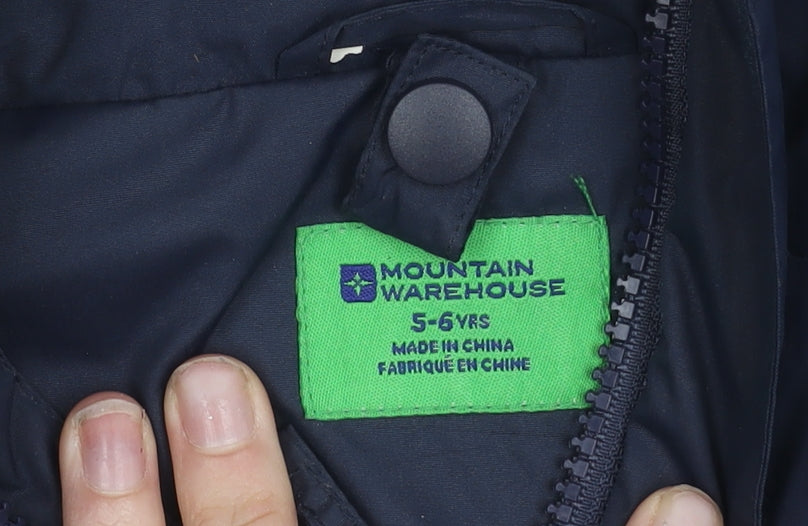 MOUNTAIN
WAREHOUSE
5-6YRS
MADE IN CHINA
FABRIQUÉ EN CHINE